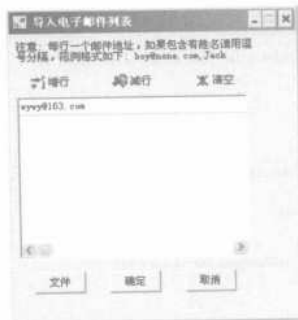 导入电子邮件列表
注意：每行一个邮件地址，如果包含有姓名请用逗
号分隔，范例格式如下：boy@none.com,Jack
增行 减行 清空
wywy@163.com
文件 确定 取消